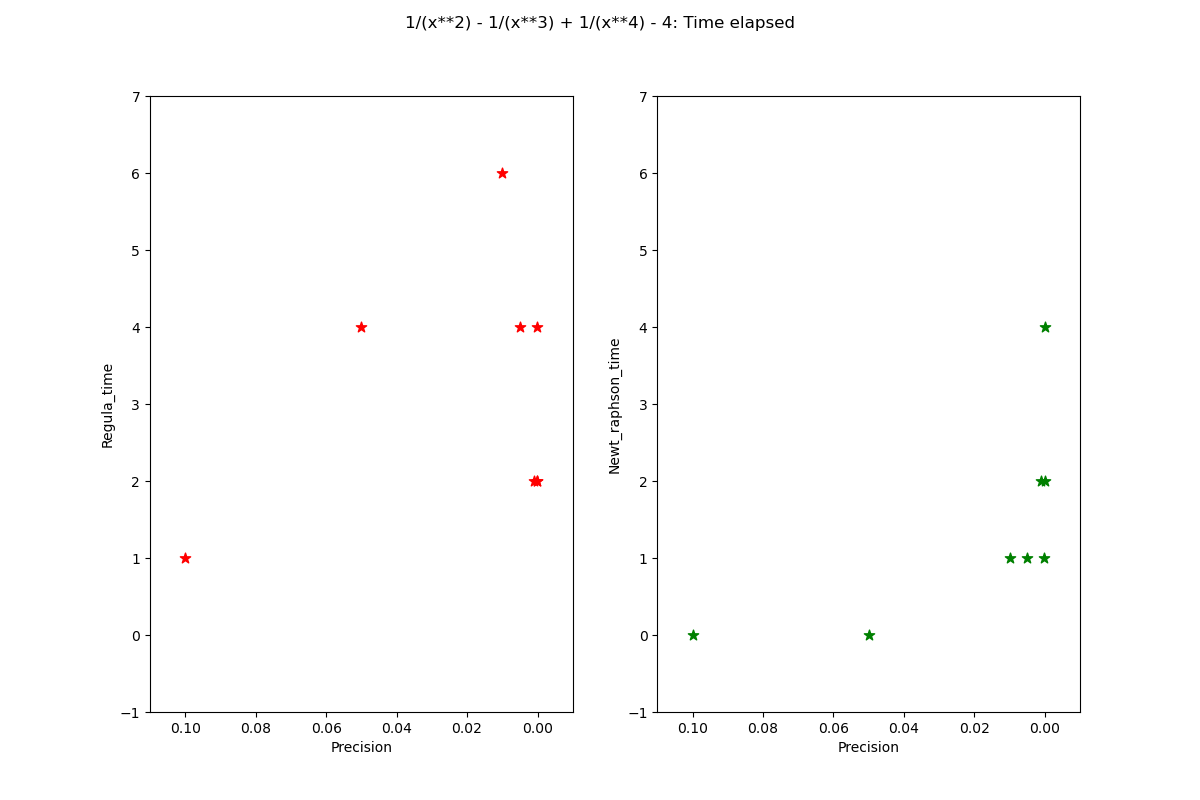 1/(x**2) - 1/(x**3) + 1/(x**4) - 4: Time elapsed
7
6
5
4
3
2
1
0
−1
Regula_time
0.10 0.08 0.06 0.04 0.02 0.00
Precision
7
6
5
4
3
2
1
0
−1
Newt_raphson_time
0.10 0.08 0.06 0.04 0.02 0.00
Precision